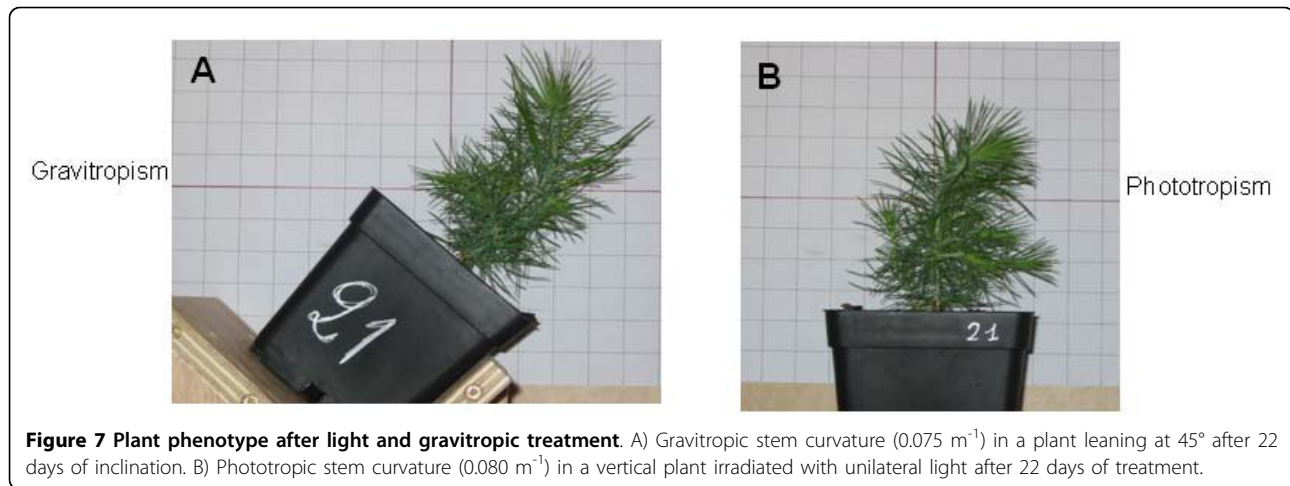 A
B
Gravitropism
Phototropism
21
21
Figure 7 Plant phenotype after light and gravitropic treatment. A) Gravitropic stem curvature (0.075 m⁻¹) in a plant leaning at 45° after 22
days of inclination. B) Phototropic stem curvature (0.080 m⁻¹) in a vertical plant irradiated with unilateral light after 22 days of treatment.